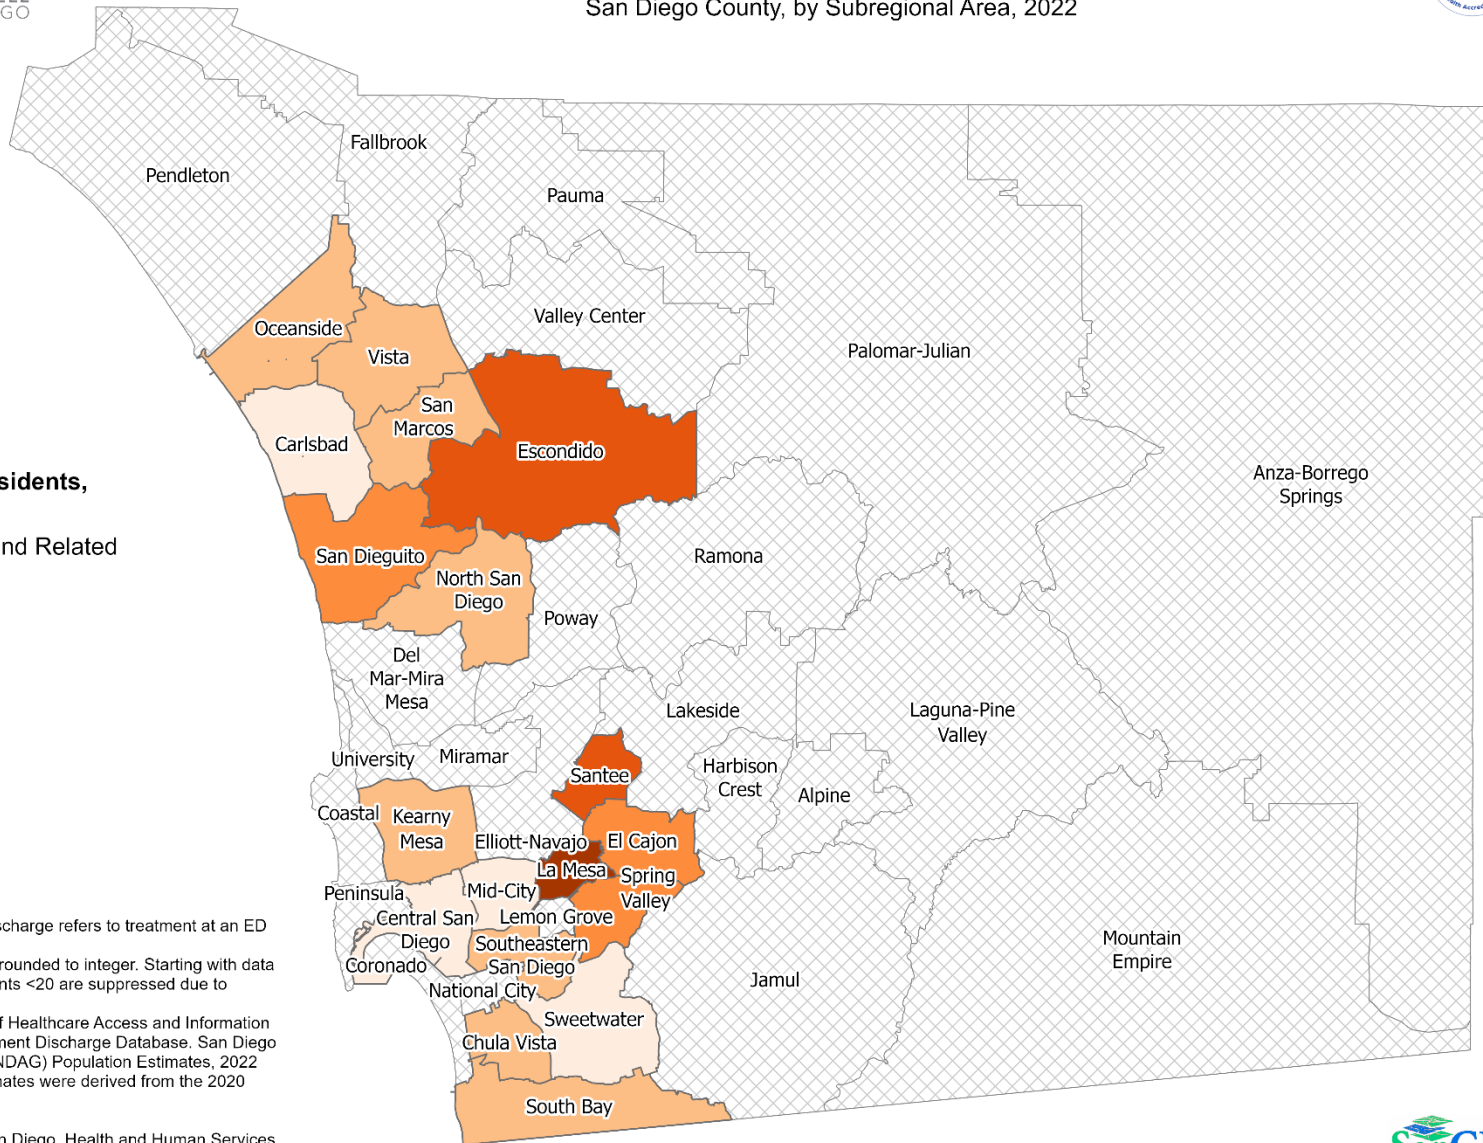 GO
San Diego County, by Subregional Area, 2022
Fallbrook
Pendleton
Pauma
Oceanside
Valley Center
Vista
Palomar-Julian
San
Marcos
Carlsbad
Escondido
Anza-Borrego
Springs
sidents,
nd Related
San Dieguito
Ramona
North San
Diego
Poway
Del
Mar-Mira
Mesa
Lakeside
Laguna-Pine
Valley
University
Miramar
Santee
Harbison
Crest
Alpine
Coastal
Kearny
Mesa
Elliott-Navajo
El Cajon
La Mesa
Spring
Valley
Mid-City
Peninsula
Lemon Grove
Central San
Diego
Southeastern
San Diego
Coronado
National City
Jamul
Mountain
Empire
Sweetwater
Chula Vista
South Bay
scharge refers to treatment at an ED
rounded to integer. Starting with data
nts <20 are suppressed due to
f Healthcare Access and Information
ment Discharge Database. San Diego
NDAG) Population Estimates, 2022
mates were derived from the 2020
n Diego, Health and Human Services